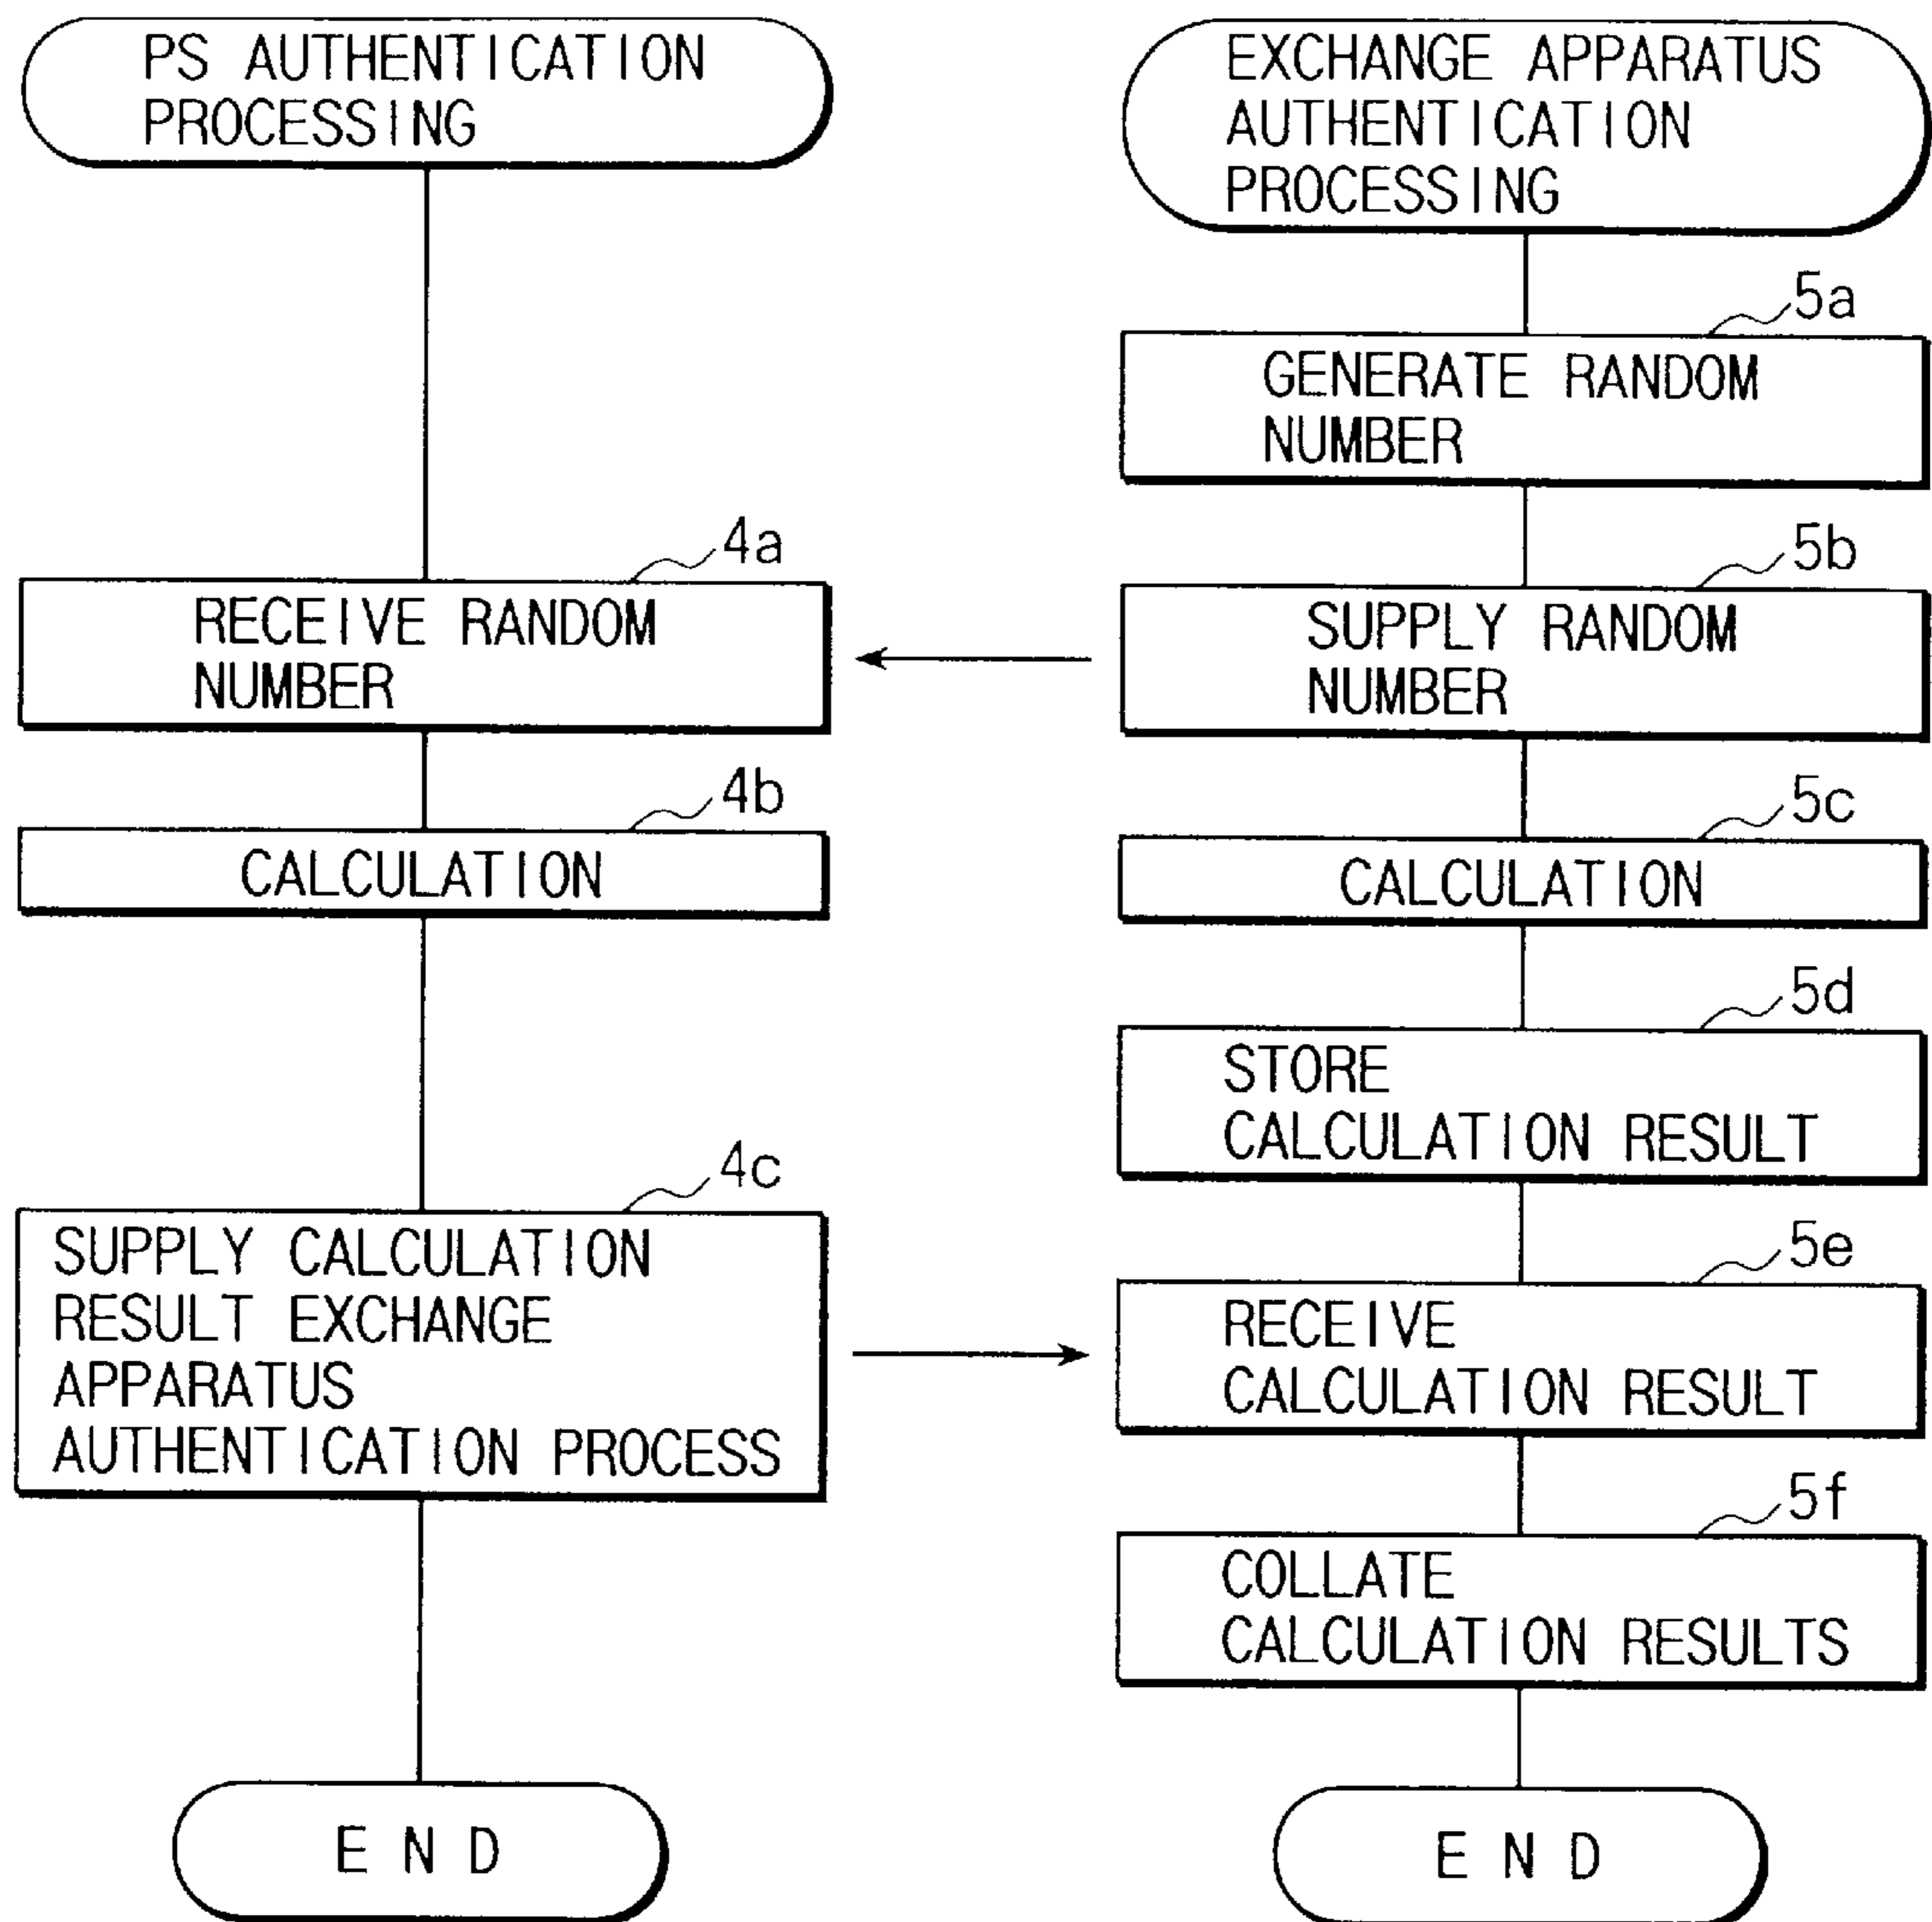 PS AUTHENTICATION
PROCESSING
4a
RECEIVE RANDOM
NUMBER
4b
CALCULATION
4c
SUPPLY CALCULATION
RESULT EXCHANGE
APPARATUS
AUTHENTICATION PROCESS
END
EXCHANGE APPARATUS
AUTHENTICATION
PROCESSING
5a
GENERATE RANDOM
NUMBER
5b
SUPPLY RANDOM
NUMBER
5c
CALCULATION
5d
STORE
CALCULATION RESULT
5e
RECEIVE
CALCULATION RESULT
5f
COLLATE
CALCULATION RESULTS
END